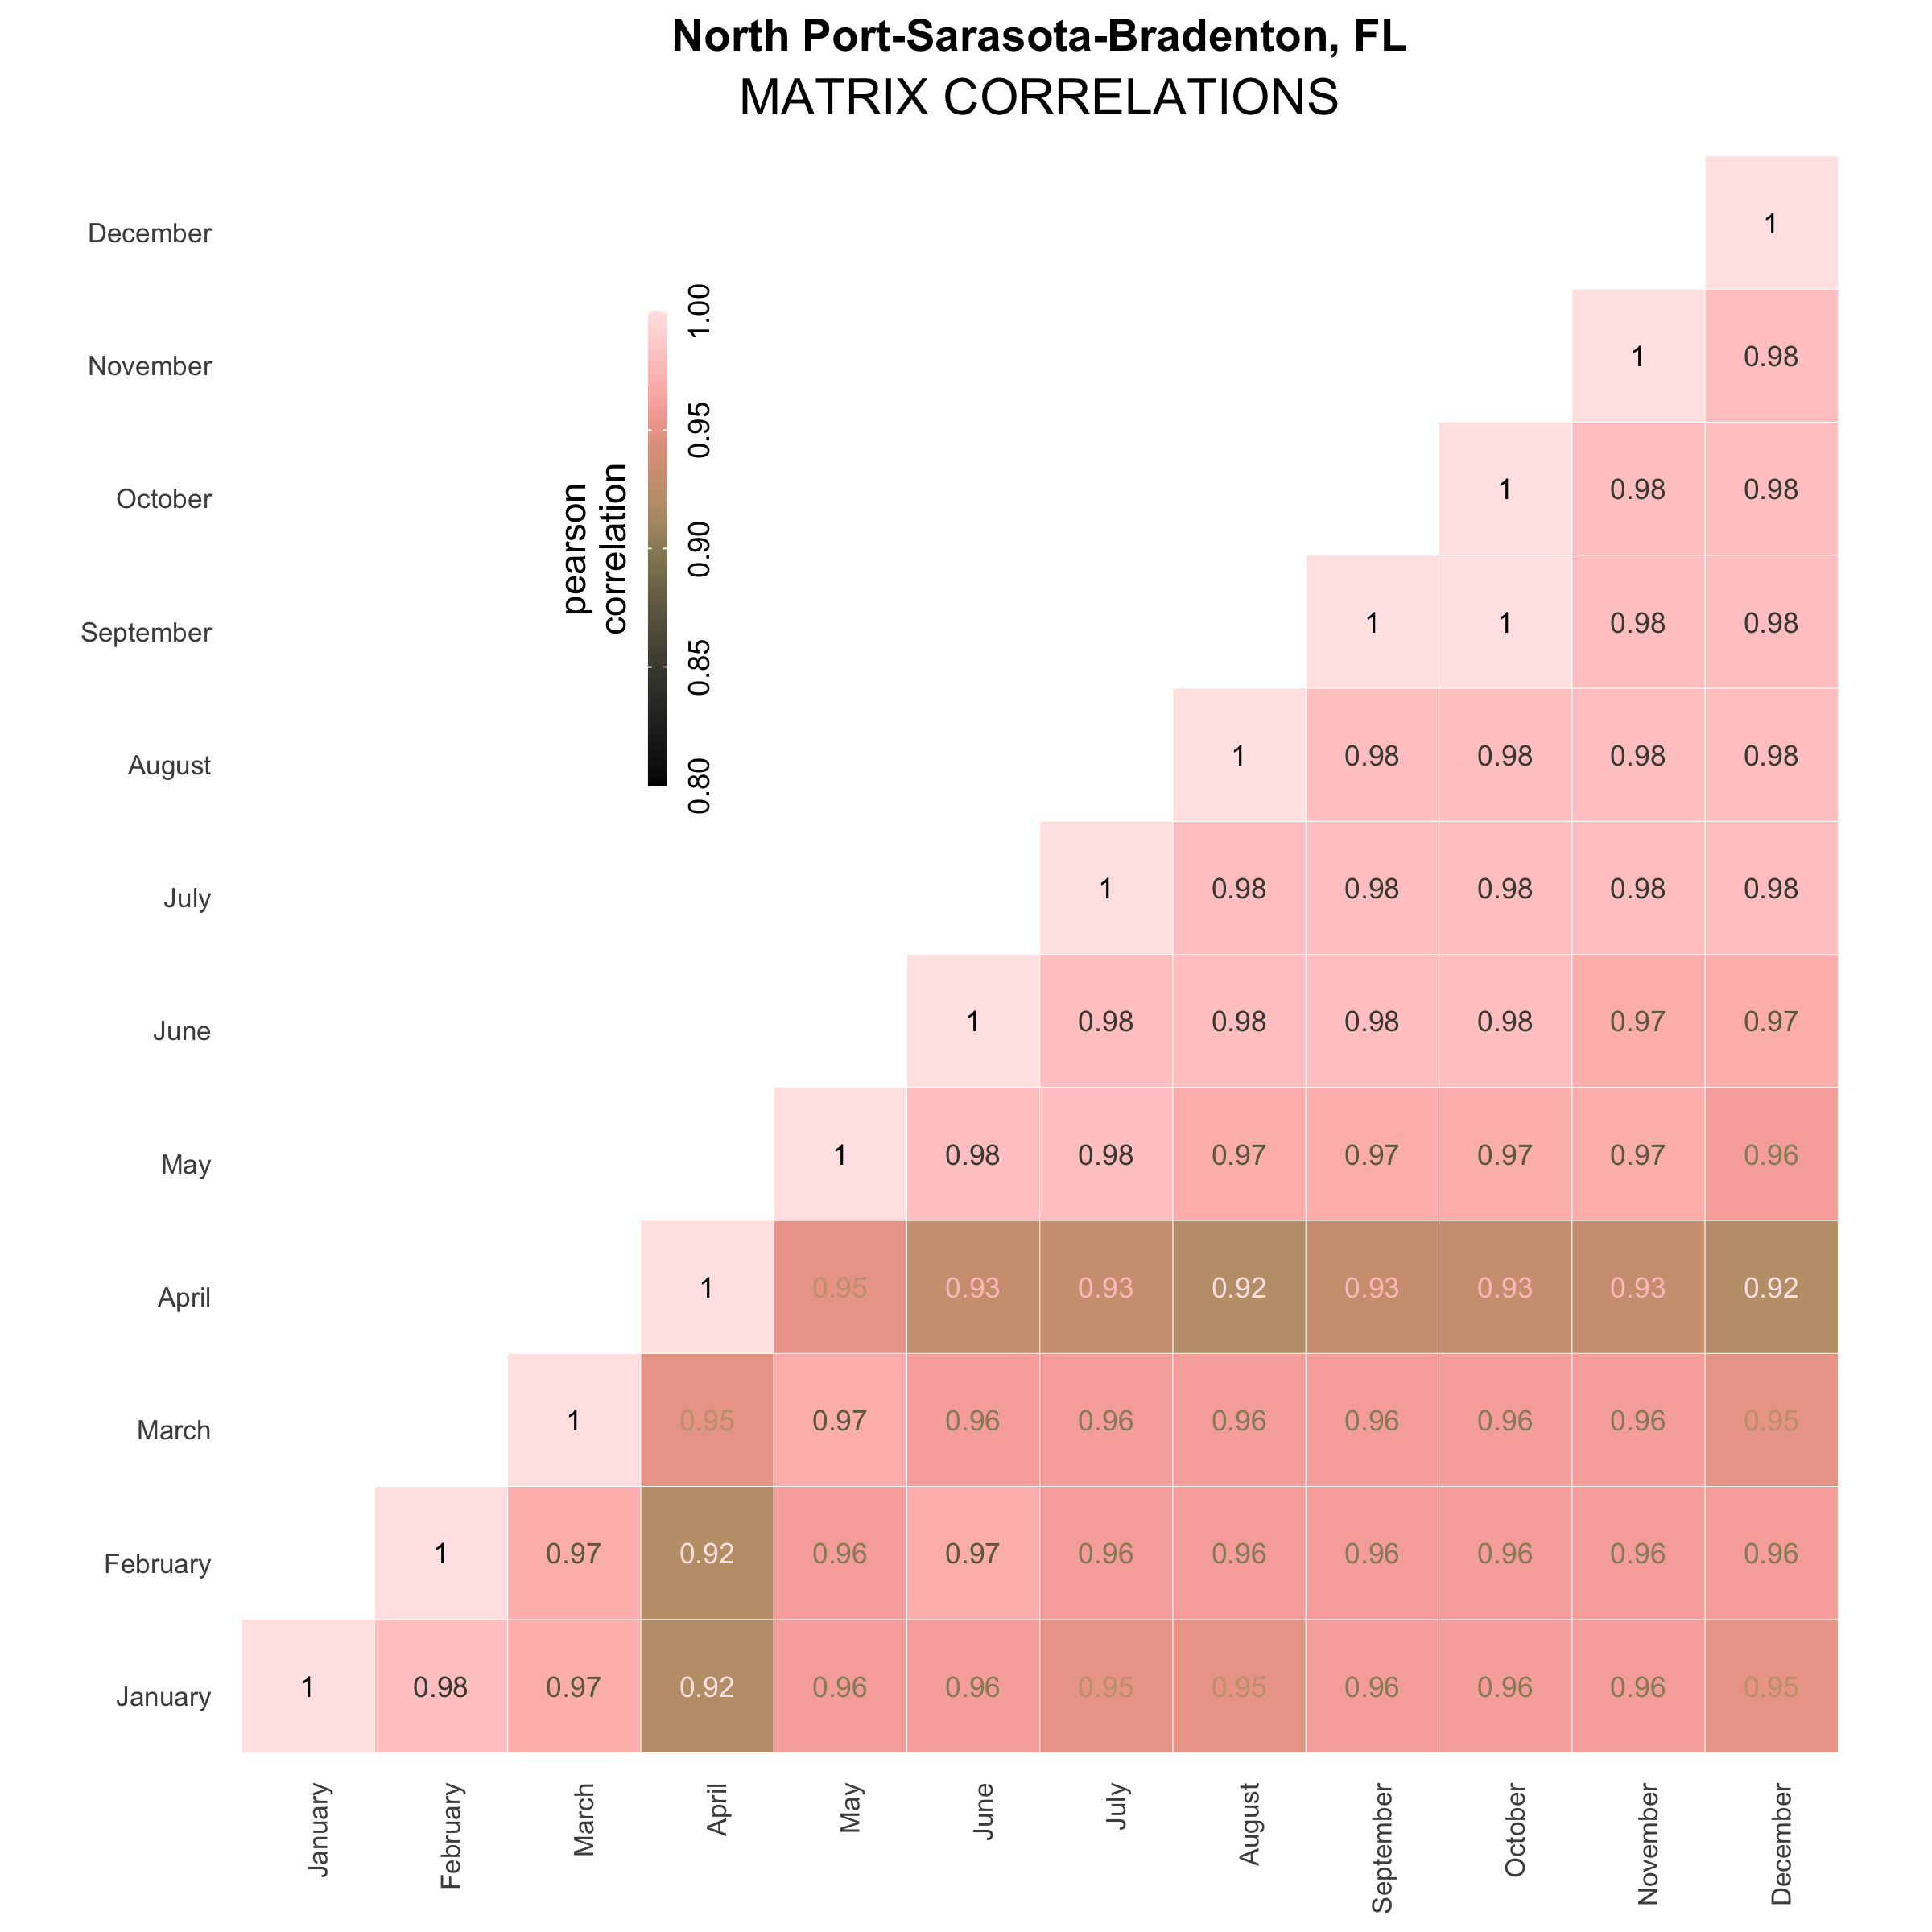 North Port-Sarasota-Bradenton, FL
MATRIX CORRELATIONS
pearson
correlation
1.00
0.95
0.90
0.85
0.80
December 1
November 1 0.98
October 1 0.98 0.98
September 1 1 0.98 0.98
August 1 0.98 0.98 0.98 0.98
July 1 0.98 0.98 0.98 0.98 0.98
June 1 0.98 0.98 0.98 0.98 0.97 0.97
May 1 0.98 0.98 0.97 0.97 0.97 0.97 0.96
April 1 0.95 0.93 0.93 0.92 0.93 0.93 0.93 0.92
March 1 0.95 0.97 0.96 0.96 0.96 0.96 0.96 0.96 0.95
February 1 0.97 0.92 0.96 0.97 0.96 0.96 0.96 0.96 0.96 0.96
January 1 0.98 0.97 0.92 0.96 0.96 0.95 0.95 0.96 0.96 0.96 0.95
January February March April May June July August September October November December